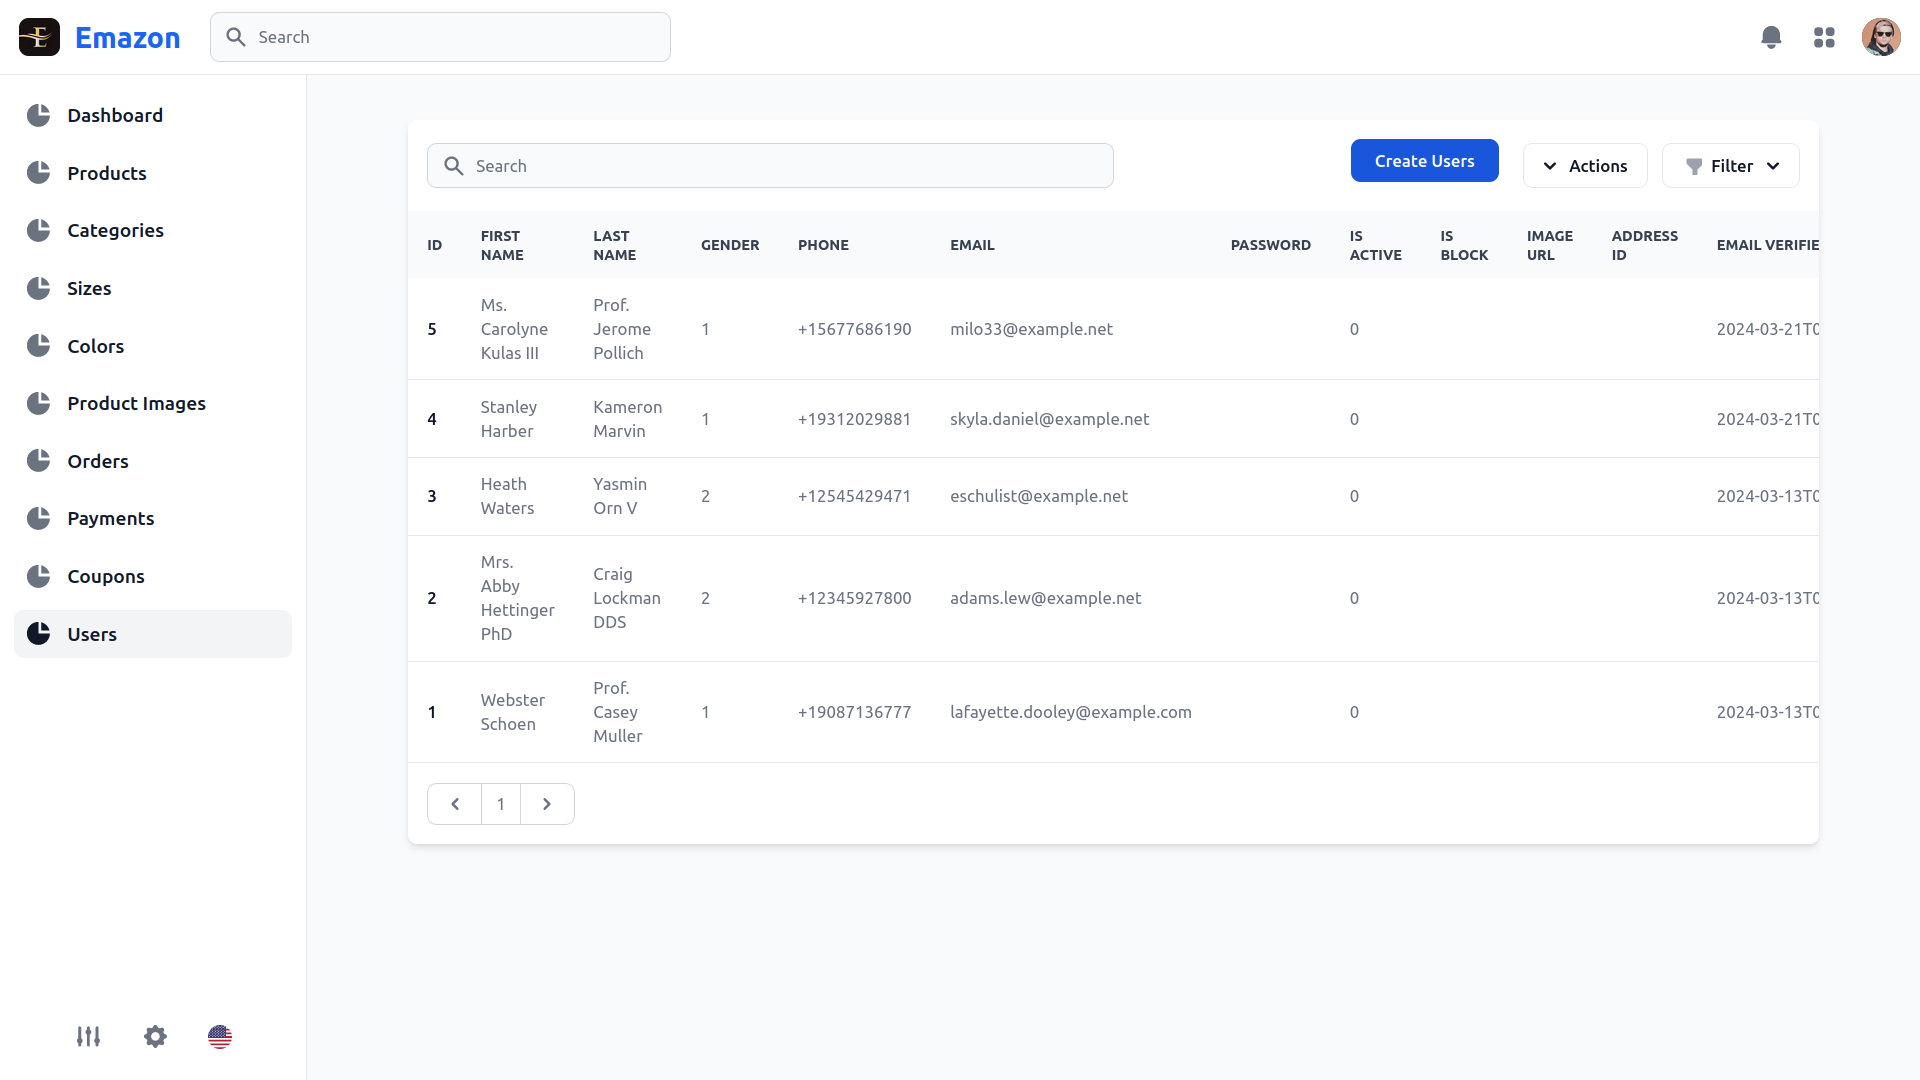 Emazon
Search
Dashboard
Products
Categories
Sizes
Colors
Product Images
Orders
Payments
Coupons
Users
Search
Create Users
Actions
Filter
ID FIRST NAME LAST NAME GENDER PHONE EMAIL PASSWORD IS ACTIVE IS BLOCK IMAGE URL ADDRESS ID EMAIL VERIFIE
5 Ms. Carolyne Kulas III Prof. Jerome Pollich 1 +15677686190 milo33@example.net 0 2024-03-21T0
4 Stanley Harber Kameron Marvin 1 +19312029881 skyla.daniel@example.net 0 2024-03-21T0
3 Heath Waters Yasmin Orn V 2 +12545429471 eschulist@example.net 0 2024-03-13T0
2 Mrs. Abby Hettinger PhD Craig Lockman DDS 2 +12345927800 adams.lew@example.net 0 2024-03-13T0
1 Webster Schoen Prof. Casey Muller 1 +19087136777 lafayette.dooley@example.com 0 2024-03-13T0
1